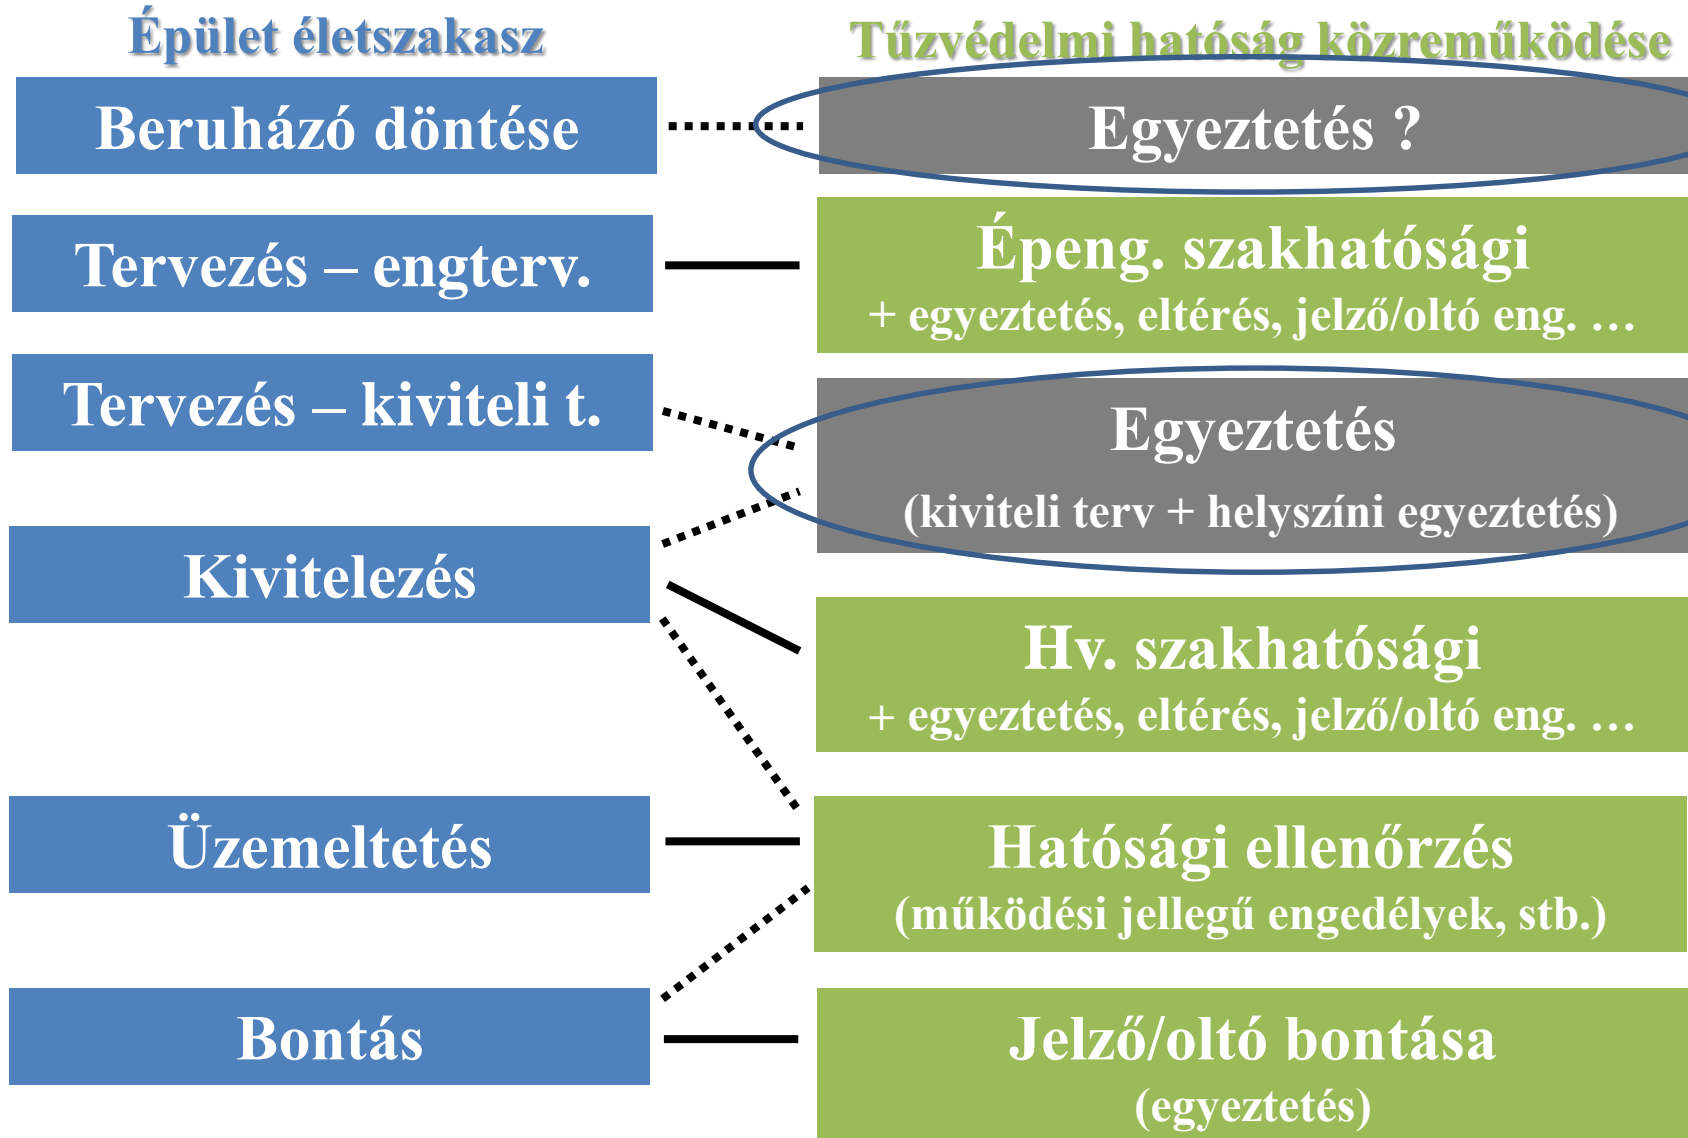 Épület életszakasz
Tűzvédelmi hatóság közreműködése
Beruházó döntése
Egyeztetés ?
Tervezés – engterv.
Épeng. szakhatósági
+ egyeztetés, eltérés, jelző/oltó eng. …
Tervezés – kiviteli t.
Egyeztetés
(kiviteli terv + helyszíni egyeztetés)
Kivitelezés
Hv. szakhatósági
+ egyeztetés, eltérés, jelző/oltó eng. …
Üzemeltetés
Hatósági ellenőrzés
(működési jellegű engedélyek, stb.)
Bontás
Jelző/oltó bontása
(egyeztetés)